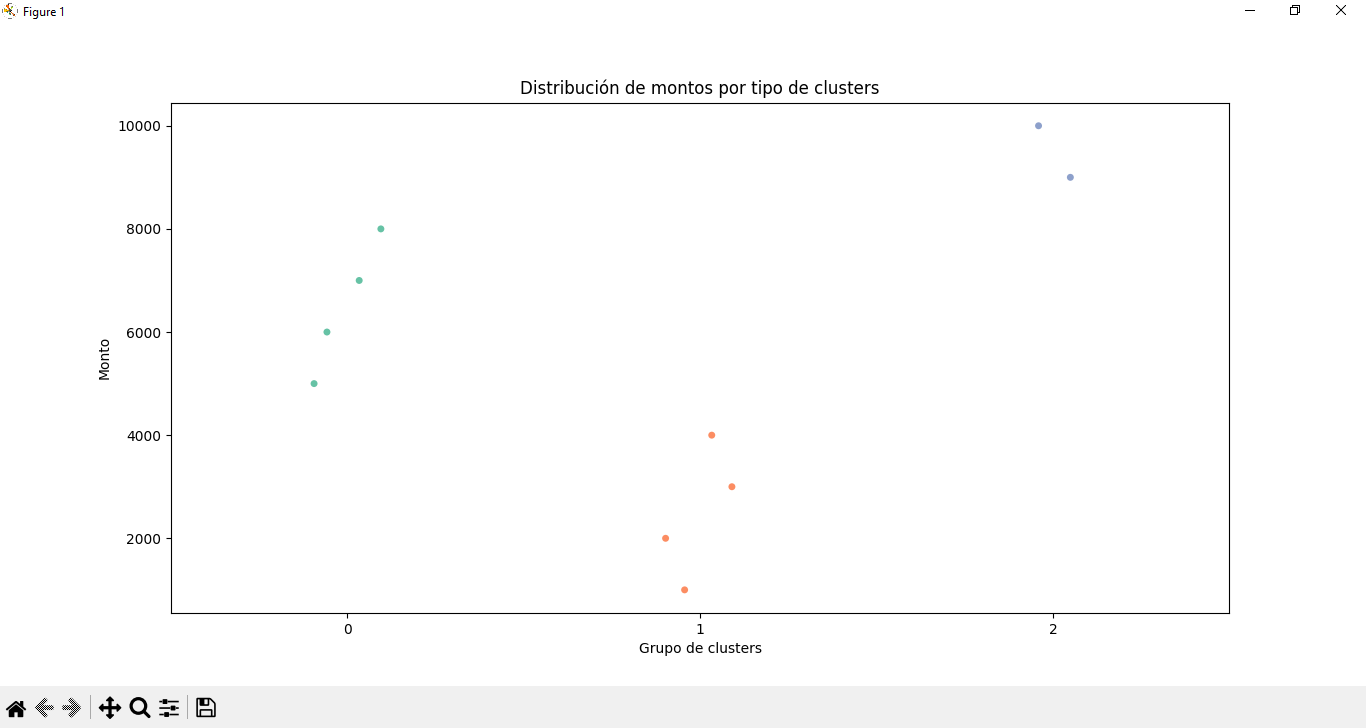 Figure 1
Distribución de montos por tipo de clusters
10000
8000
6000
4000
2000
Monto
0 1 2
Grupo de clusters